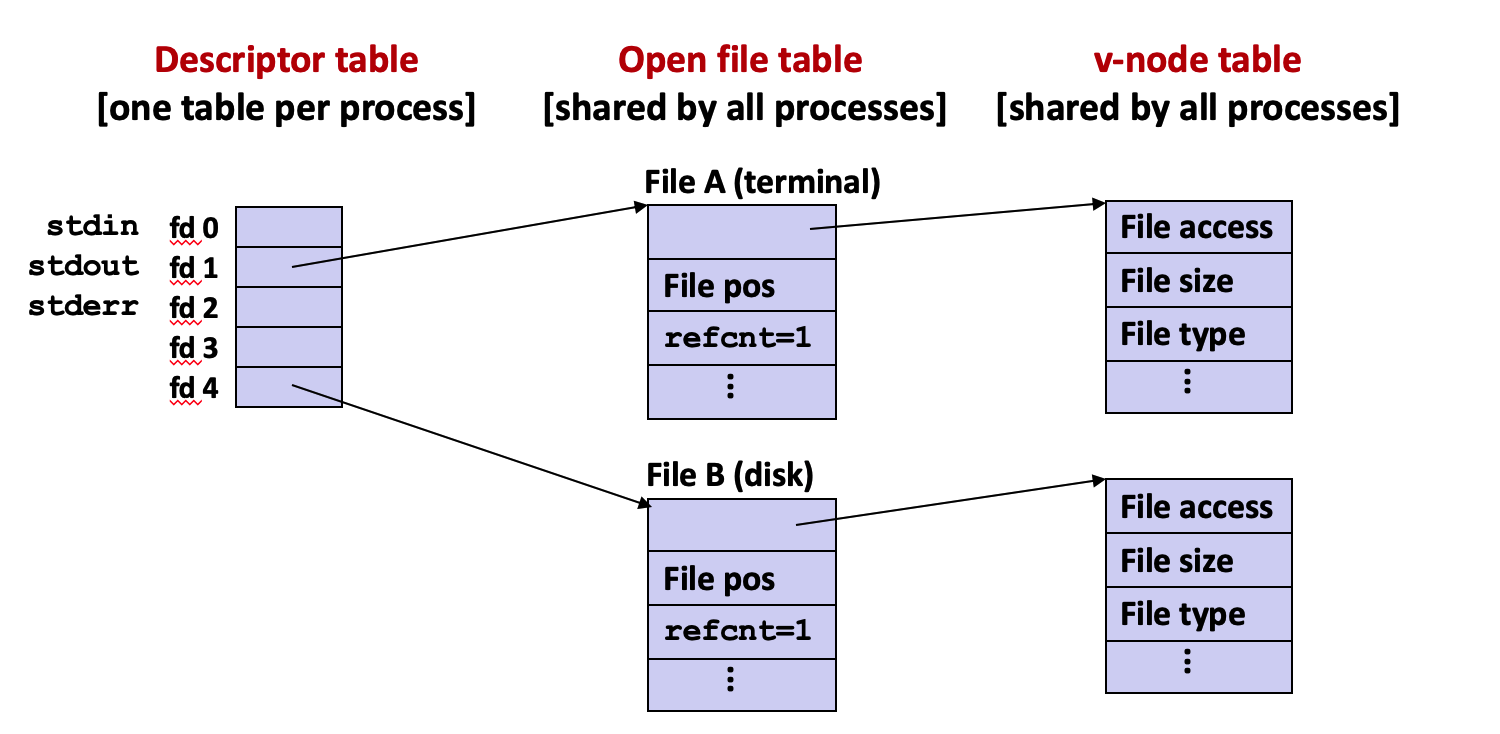 Descriptor table
[one table per process]
Open file table
[shared by all processes]
v-node table
[shared by all processes]
stdin fd 0
stdout fd 1
stderr fd 2
fd 3
fd 4
File A (terminal)
File pos
refcnt=1
⋮
File access
File size
File type
⋮
File B (disk)
File pos
refcnt=1
⋮
File access
File size
File type
⋮